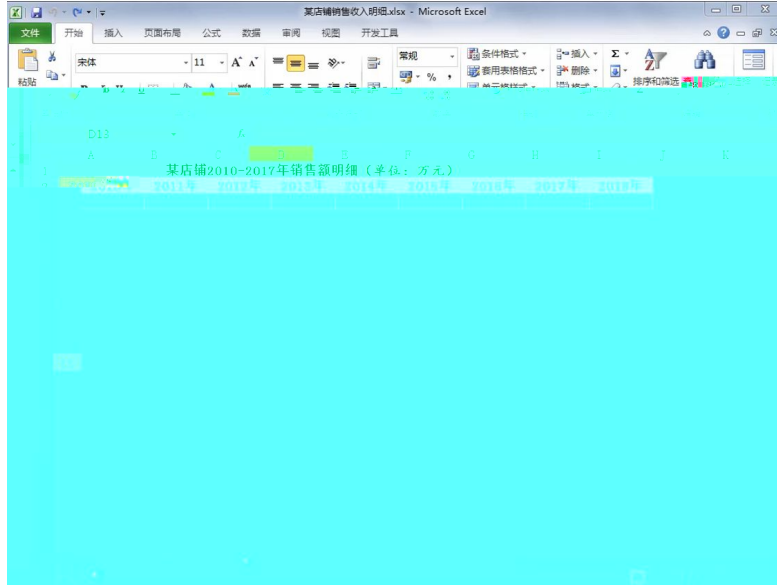 某店铺销售收入明细.xlsx - Microsoft Excel
文件 开始 插入 页面布局 公式 数据 审阅 视图 开发工具
宋体 11 A A 常规 条件格式 插入 Σ
粘贴 % , 套用表格格式 删除 排序和筛选
D13
A B C D E F G H I J K
某店铺2010-2017年销售额明细(单位:万元)
2011年 2012年 2013年 2014年 2015年 2016年 2017年 2018年